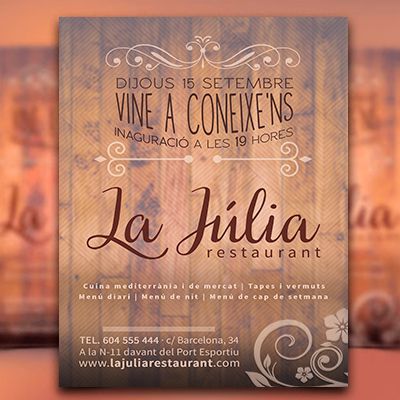 DIJOUS 15 SETEMBRE
VINE A CONEIXE'NS
INAGURACIÓ A LES 19 HORES
La Júlia
restaurant
Cuina mediterrània i de mercat | Tapes i vermuts
Menú diari | Menú de nit | Menú de cap de setmana
TEL. 604 555 444 · c/ Barcelona, 34
A la N-11 davant del Port Esportiu
www.lajuliarestaurant.com